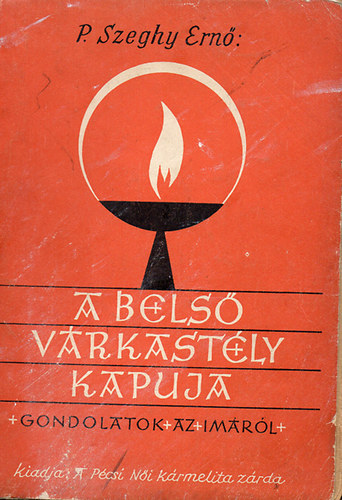 P. Szeghy Ernő:
A BELSŐ
VÁRKASTÉLY
KAPUJA
+GONDOLATOK+AZ+IMÁRÓL+
kiadja: A Pécsi Női kármelita zárda